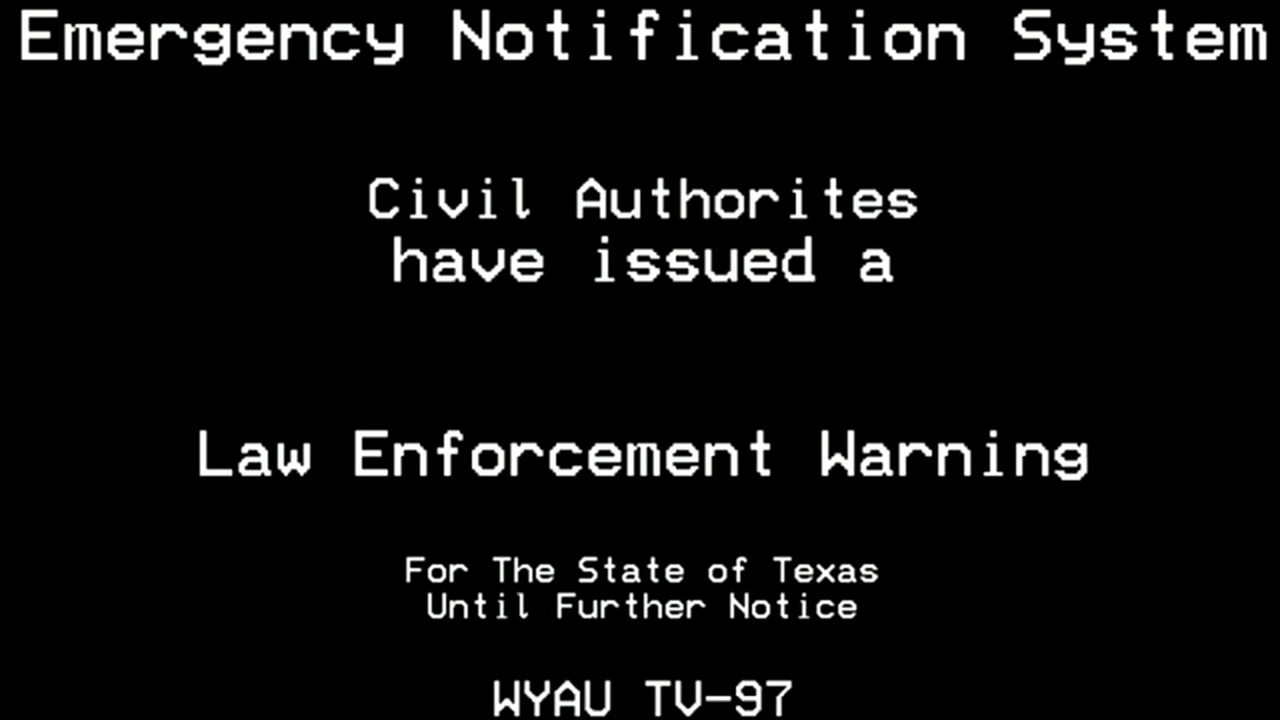 Emergency Notification System
Civil Authorites
have issued a
Law Enforcement Warning
For The State of Texas
Until Further Notice
WYAU TV-97